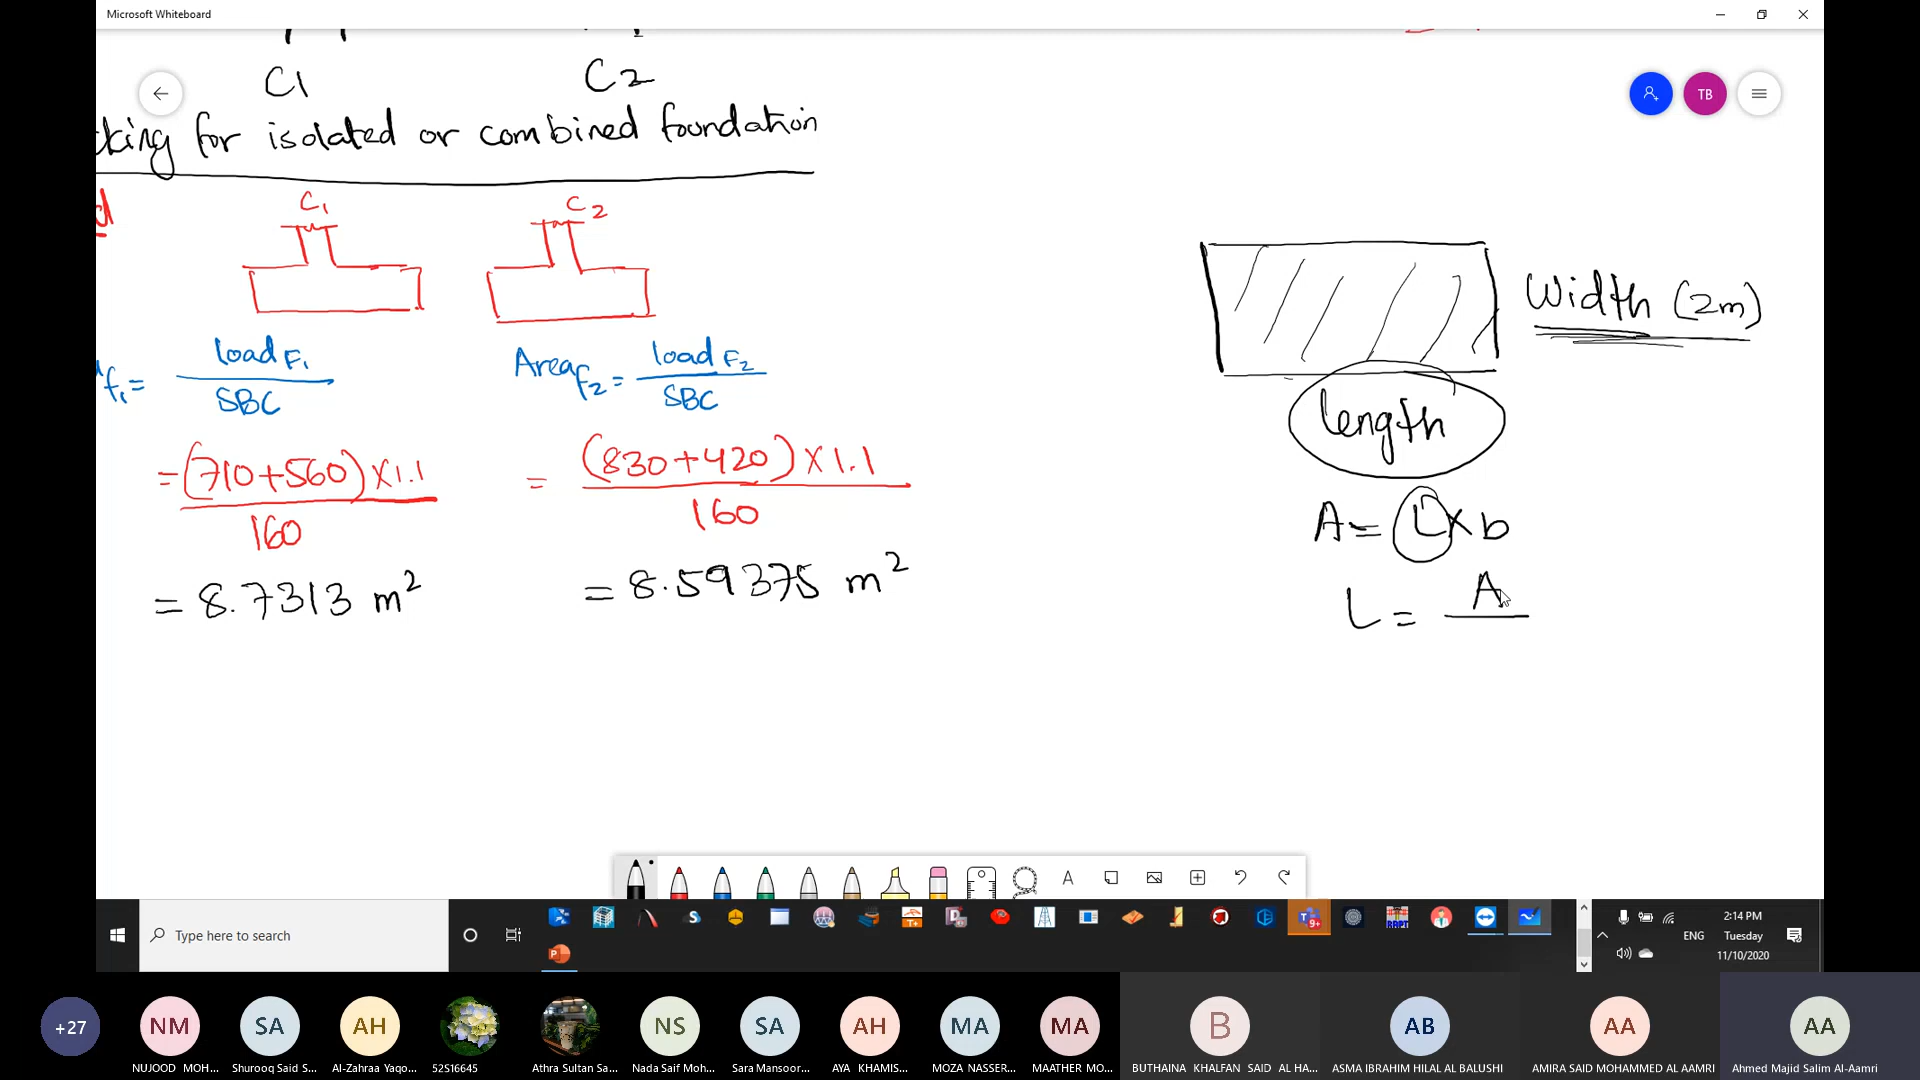 Microsoft Whiteboard
C1
C2
cking for isolated or combined foundation
TB
d
C1
C2
Width (2m)
f1 = load F1 / SBC
Area f2 = load F2 / SBC
length
= (710+560) x 1.1 / 160
= (830+420) x 1.1 / 160
A = L x b
= 8.7313 m²
= 8.59375 m²
L = A
A
Type here to search
9+
ENG
2:14 PM
Tuesday
11/10/2020
+27
NM
SA
AH
NS
SA
AH
MA
MA
B
AB
AA
AA
NUJOOD MOH...
Shurooq Said S...
Al-Zahraa Yaqo...
52S16645
Athra Sultan Sa...
Nada Saif Moh...
Sara Mansoor...
AYA KHAMIS...
MOZA NASSER...
MAATHER MO...
BUTHAINA KHALFAN SAID AL HA...
ASMA IBRAHIM HILAL AL BALUSHI
AMIRA SAID MOHAMMED AL AAMRI
Ahmed Majid Salim Al-Aamri